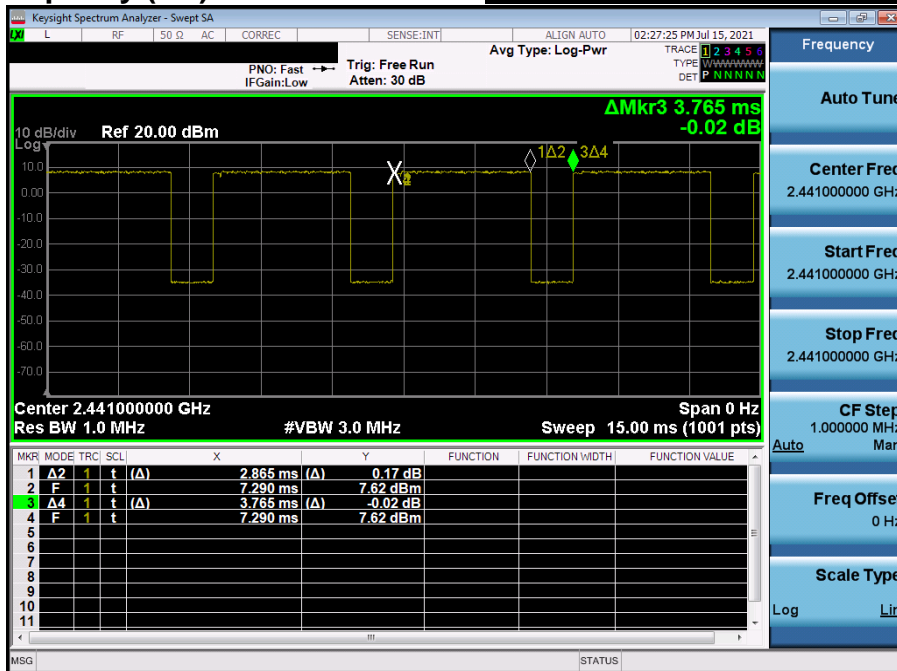 Keysight Spectrum Analyzer - Swept SA
LXI L RF 50 Ω AC CORREC SENSE:INT ALIGN AUTO 02:27:25 PM Jul 15, 2021
PNO: Fast
IFGain:Low
Trig: Free Run
Atten: 30 dB
Avg Type: Log-Pwr
TRACE 1 2 3 4 5 6
TYPE WWWWWW
DET P N N N N N
ΔMkr3 3.765 ms
-0.02 dB
10 dB/div Ref 20.00 dBm
Log
1Δ2 3Δ4
10.0
X
0.00
-10.0
-20.0
-30.0
-40.0
-50.0
-60.0
-70.0
Center 2.441000000 GHz Span 0 Hz
Res BW 1.0 MHz #VBW 3.0 MHz Sweep 15.00 ms (1001 pts)
MKR MODE TRC SCL X Y FUNCTION FUNCTION WIDTH FUNCTION VALUE
1 Δ2 1 t (Δ) 2.865 ms (Δ) 0.17 dB
2 F 1 t 7.290 ms 7.62 dBm
3 Δ4 1 t (Δ) 3.765 ms (Δ) -0.02 dB
4 F 1 t 7.290 ms 7.62 dBm
5
6
7
8
9
10
11
MSG STATUS
Frequency
Auto Tune
Center Freq
2.441000000 GHz
Start Freq
2.441000000 GHz
Stop Freq
2.441000000 GHz
CF Step
1.000000 MHz
Auto Man
Freq Offset
0 Hz
Scale Type
Log Lin